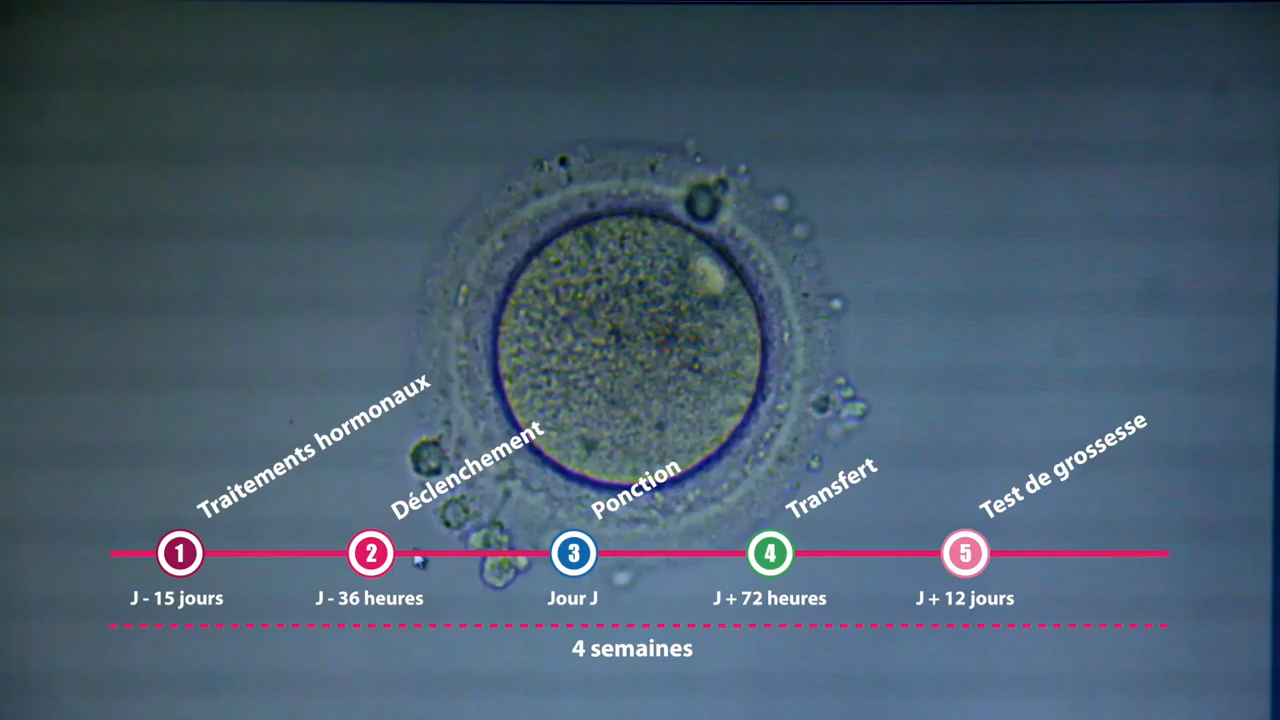 Traitements hormonaux
Déclenchement
Ponction
Transfert
Test de grossesse
1
2
3
4
5
J - 15 jours
J - 36 heures
Jour J
J + 72 heures
J + 12 jours
4 semaines